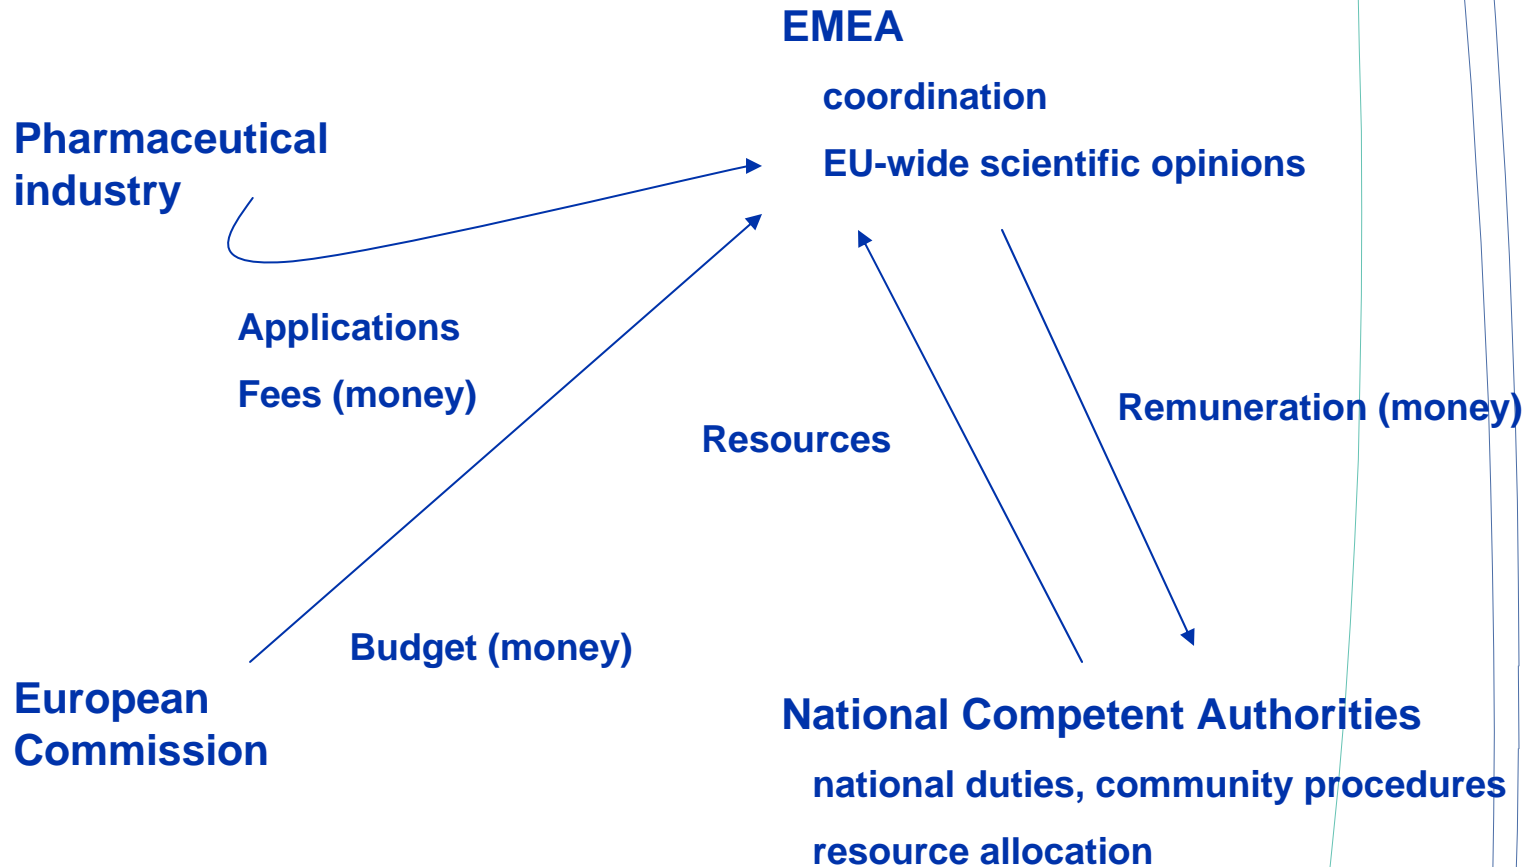 EMEA
coordination
EU-wide scientific opinions
Pharmaceutical
industry
Applications
Fees (money)
Resources
Remuneration (money)
Budget (money)
European
Commission
National Competent Authorities
national duties, community procedures
resource allocation